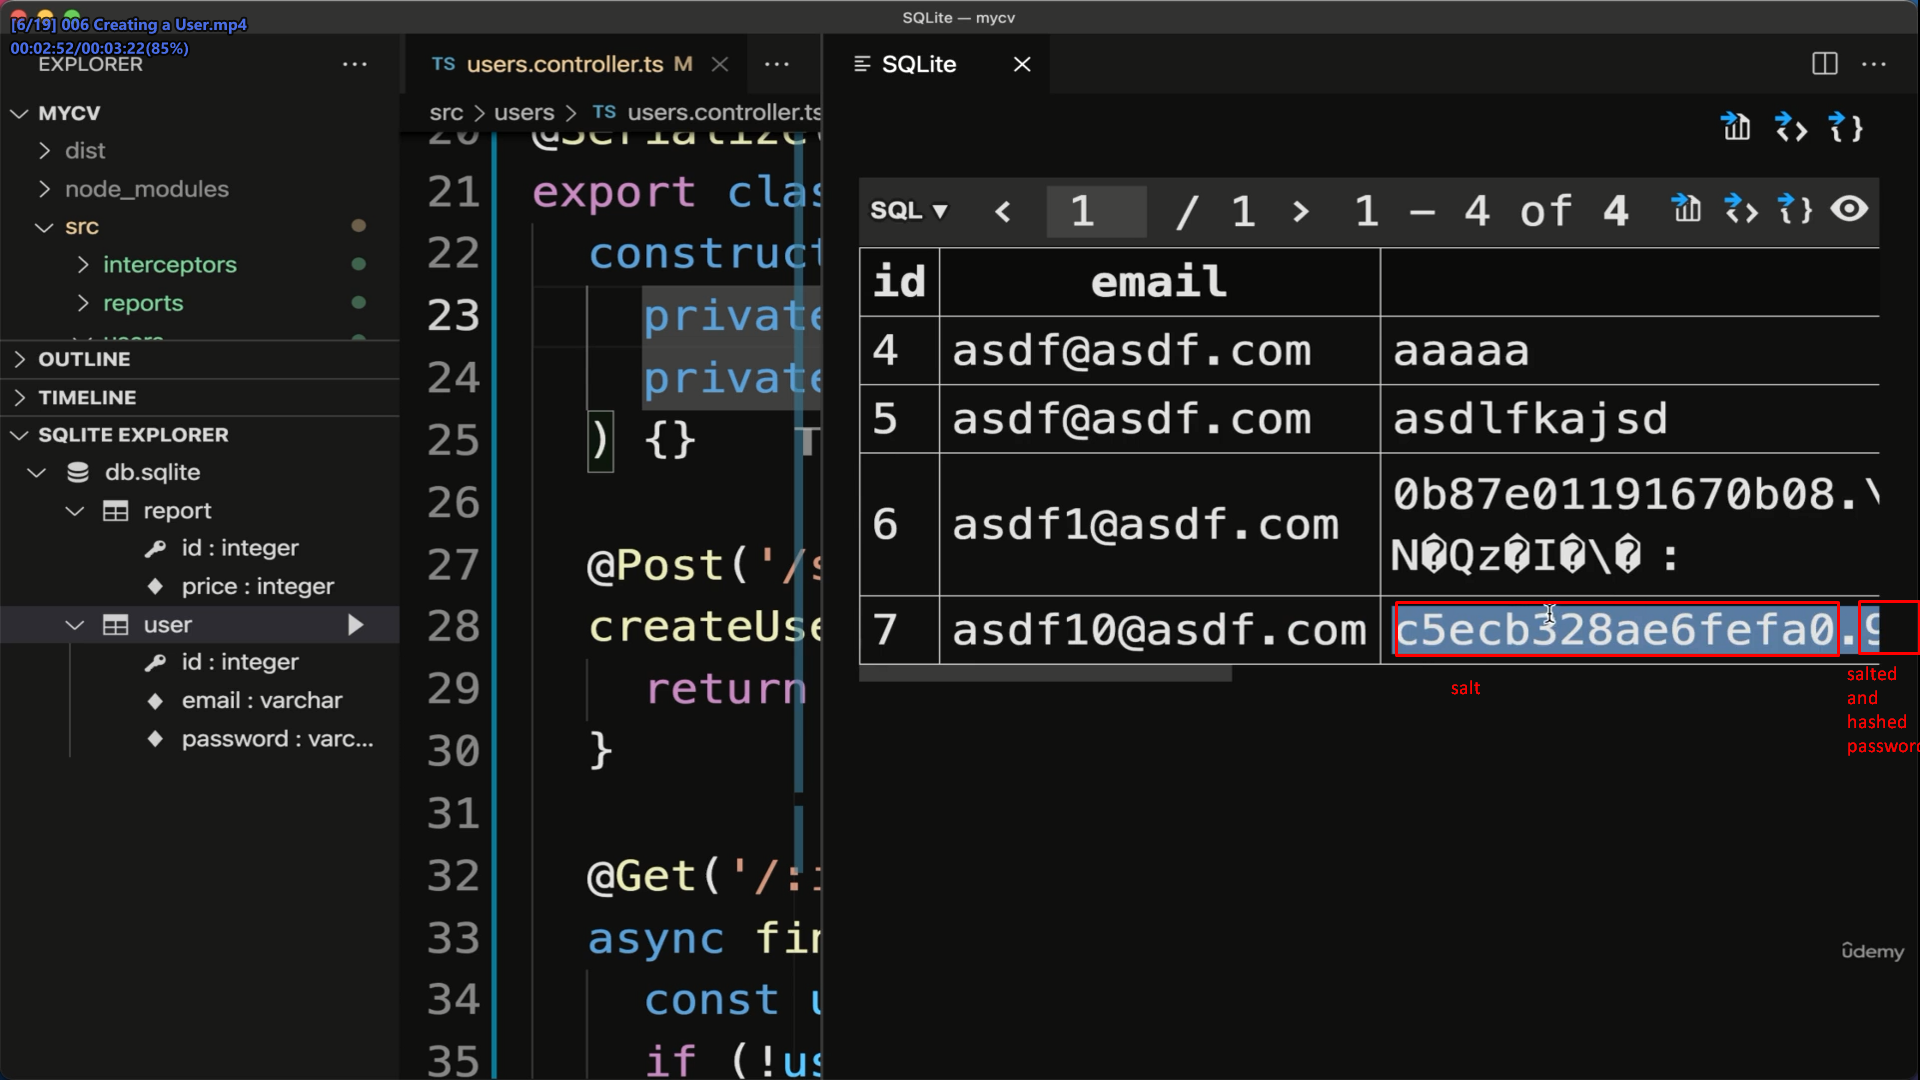 SQLite — mycv
[6/19] 006 Creating a User.mp4
00:02:52/00:03:22(85%)
EXPLORER
MYCV
dist
node_modules
src
interceptors
reports
users
OUTLINE
TIMELINE
SQLITE EXPLORER
db.sqlite
report
id : integer
price : integer
user
id : integer
email : varchar
password : varc...
TS users.controller.ts M
src > users > TS users.controller.ts
20 @Serialize
21 export clas
22 construct
23 private
24 private
25 ) {}
26
27 @Post('/s
28 createUse
29 return
30 }
31
32 @Get('/:i
33 async fin
34 const u
35 if (!us
SQLite
SQL ▼ < 1 / 1 > 1 – 4 of 4
id email
4 asdf@asdf.com aaaaa
5 asdf@asdf.com asdlfkajsd
6 asdf1@asdf.com 0b87e01191670b08.\
N�Qz�I�\� :
7 asdf10@asdf.com c5ecb328ae6fefa0.9
salt
salted
and
hashed
password
ûdemy